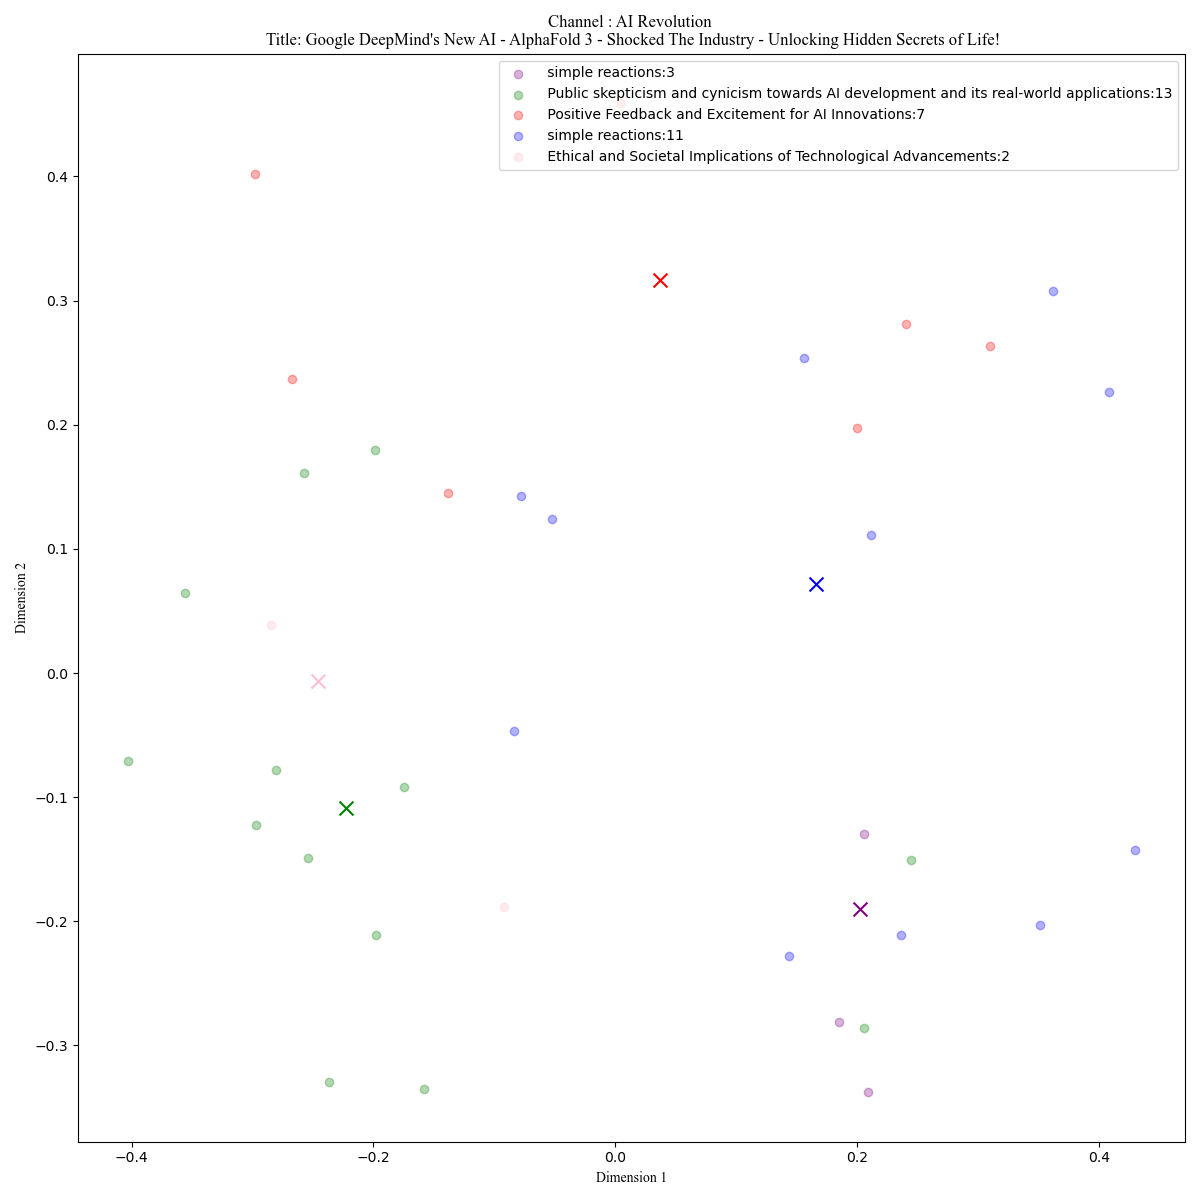 Channel : AI Revolution
Title: Google DeepMind's New AI - AlphaFold 3 - Shocked The Industry - Unlocking Hidden Secrets of Life!
simple reactions:3
Public skepticism and cynicism towards AI development and its real-world applications:13
Positive Feedback and Excitement for AI Innovations:7
simple reactions:11
Ethical and Societal Implications of Technological Advancements:2
0.4
0.3
0.2
0.1
0.0
−0.1
−0.2
−0.3
Dimension 2
−0.4 −0.2 0.0 0.2 0.4
Dimension 1